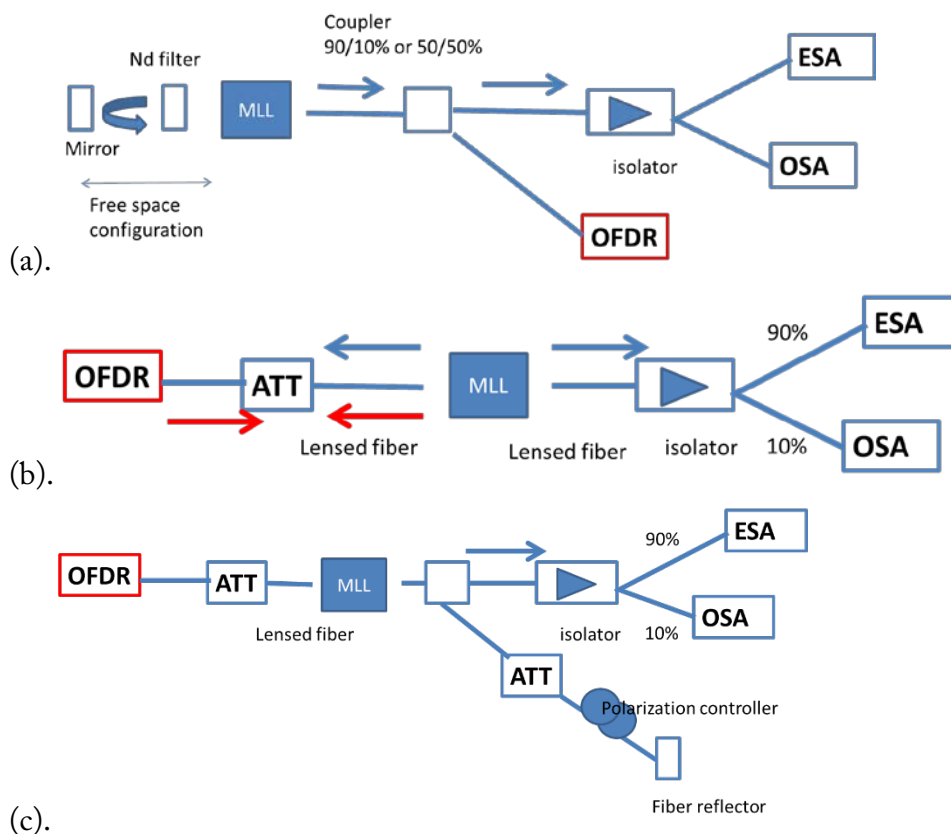 Coupler
90/10% or 50/50%
Nd filter
MLL
ESA
Mirror
isolator
OSA
Free space
configuration
OFDR
(a).
90%
ESA
OFDR
ATT
MLL
Lensed fiber
Lensed fiber
isolator
10%
OSA
(b).
90%
ESA
OFDR
ATT
MLL
Lensed fiber
isolator
10%
OSA
ATT
Polarization controller
Fiber reflector
(c).